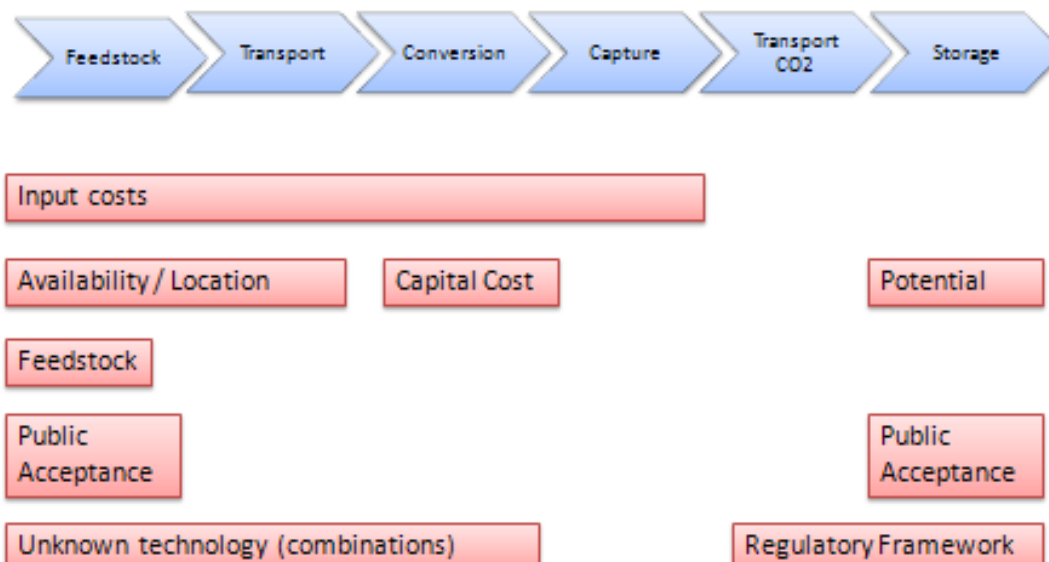 Feedstock
Transport
Conversion
Capture
Transport
CO2
Storage
Input costs
Availability / Location
Capital Cost
Potential
Feedstock
Public
Acceptance
Public
Acceptance
Unknown technology (combinations)
Regulatory Framework